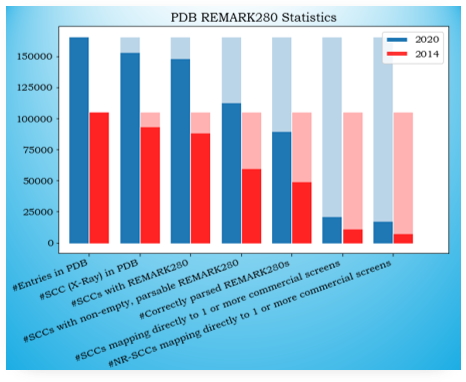 PDB REMARK280 Statistics
2020
2014
150000
125000
100000
75000
50000
25000
0
#Entries in PDB
#SCC (X-Ray) in PDB
#SCCs with REMARK280
#SCCs with non-empty, parsable REMARK280
#Correctly parsed REMARK280s
#SCCs mapping directly to 1 or more commercial screens
#NR-SCCs mapping directly to 1 or more commercial screens